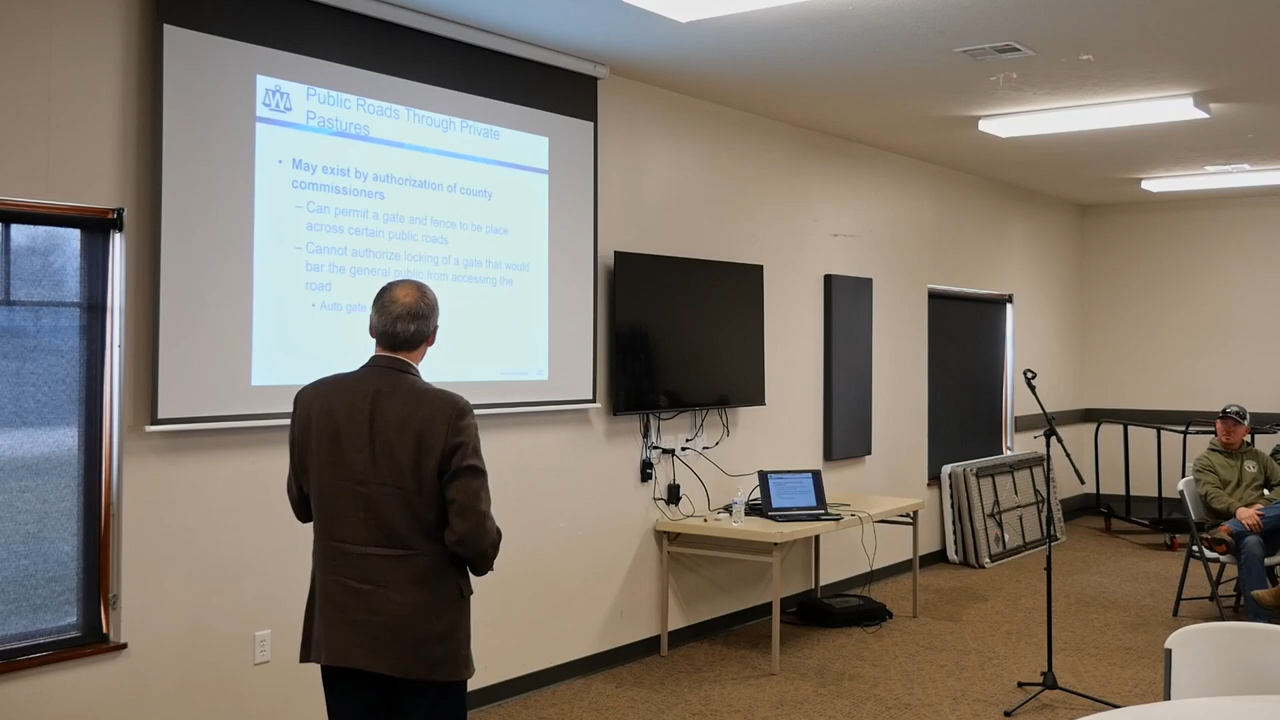 W
Public Roads Through Private
Pastures
• May exist by authorization of county
commissioners
– Can permit a gate and fence to be place
across certain public roads
– Cannot authorize locking of a gate that would
bar the general public from accessing the
road
• Auto gate